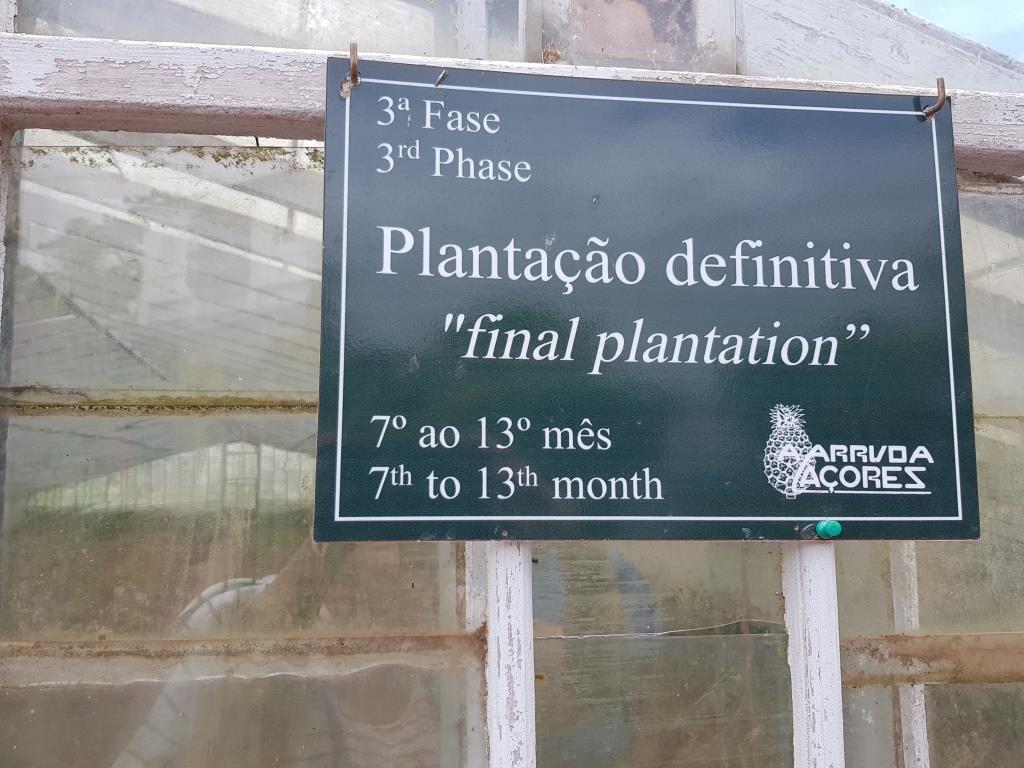 3ª Fase
3rd Phase
Plantação definitiva
"final plantation”
7º ao 13º mês
7th to 13th month
A ARRUDA
AÇORES